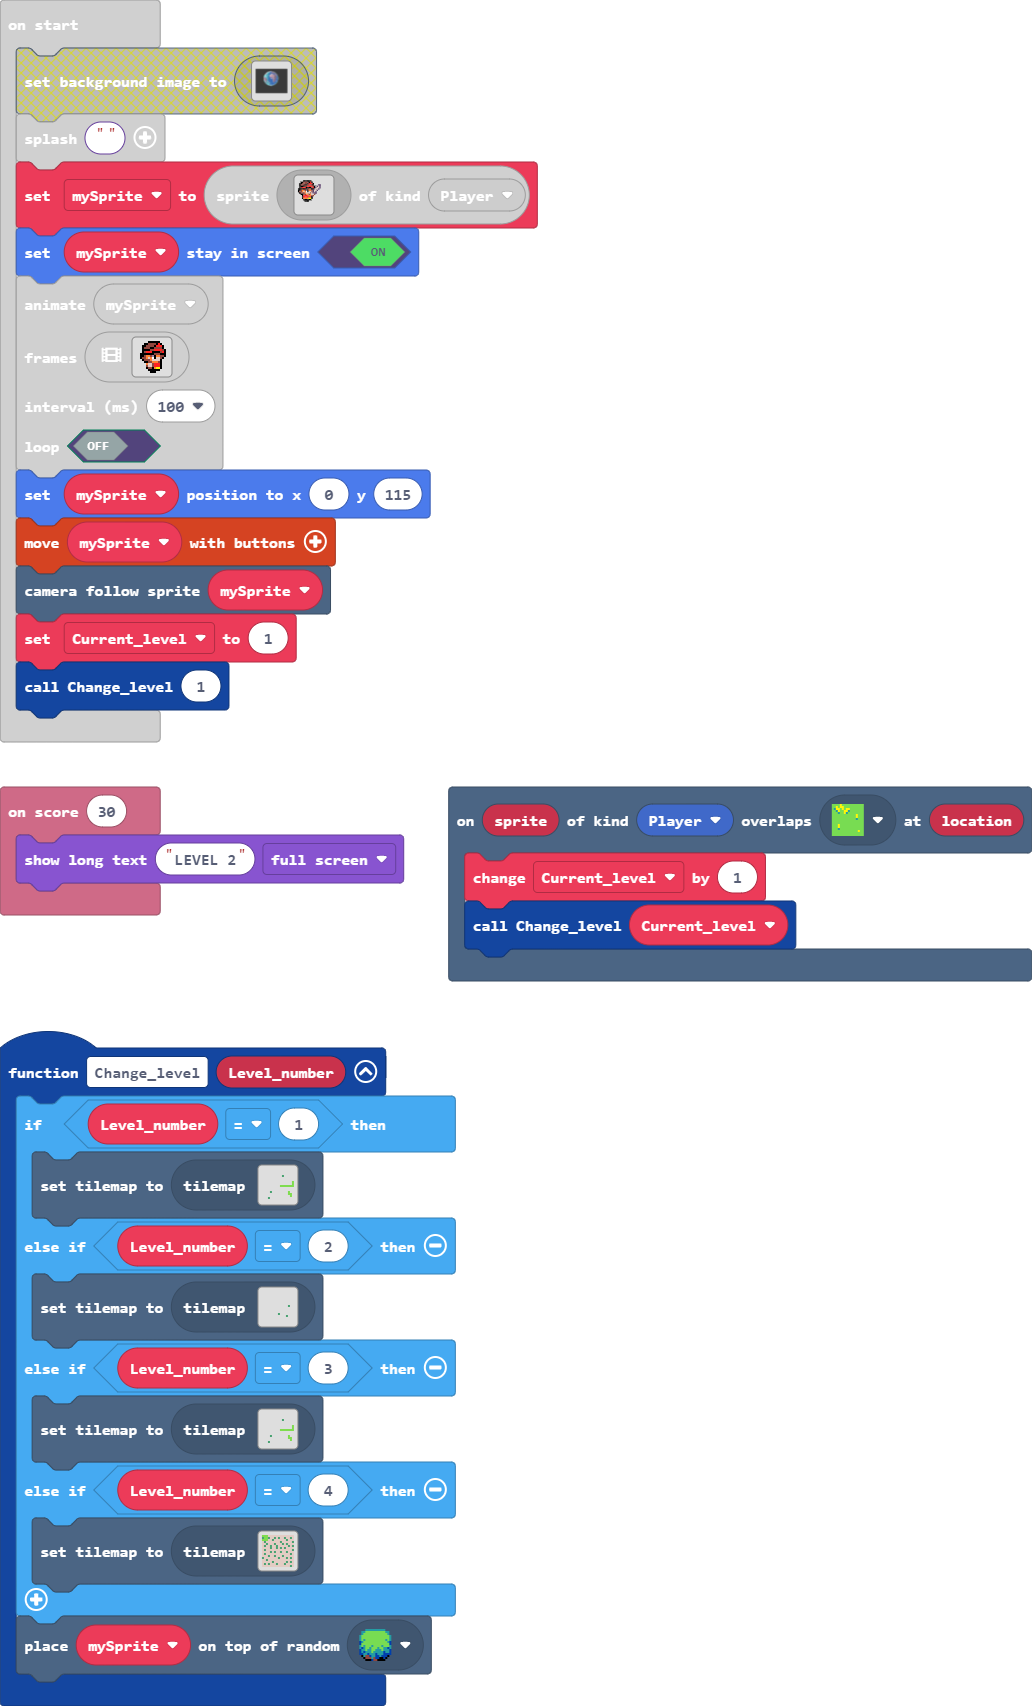 on start
set background image to
splash " "
set mySprite to sprite of kind Player
set mySprite stay in screen ON
animate mySprite
frames
interval (ms) 100
loop OFF
set mySprite position to x 0 y 115
move mySprite with buttons
camera follow sprite mySprite
set Current_level to 1
call Change_level 1
on score 30
show long text "LEVEL 2" full screen
on sprite of kind Player overlaps at location
change Current_level by 1
call Change_level Current_level
function Change_level Level_number
if Level_number = 1 then
set tilemap to tilemap
else if Level_number = 2 then
set tilemap to tilemap
else if Level_number = 3 then
set tilemap to tilemap
else if Level_number = 4 then
set tilemap to tilemap
place mySprite on top of random